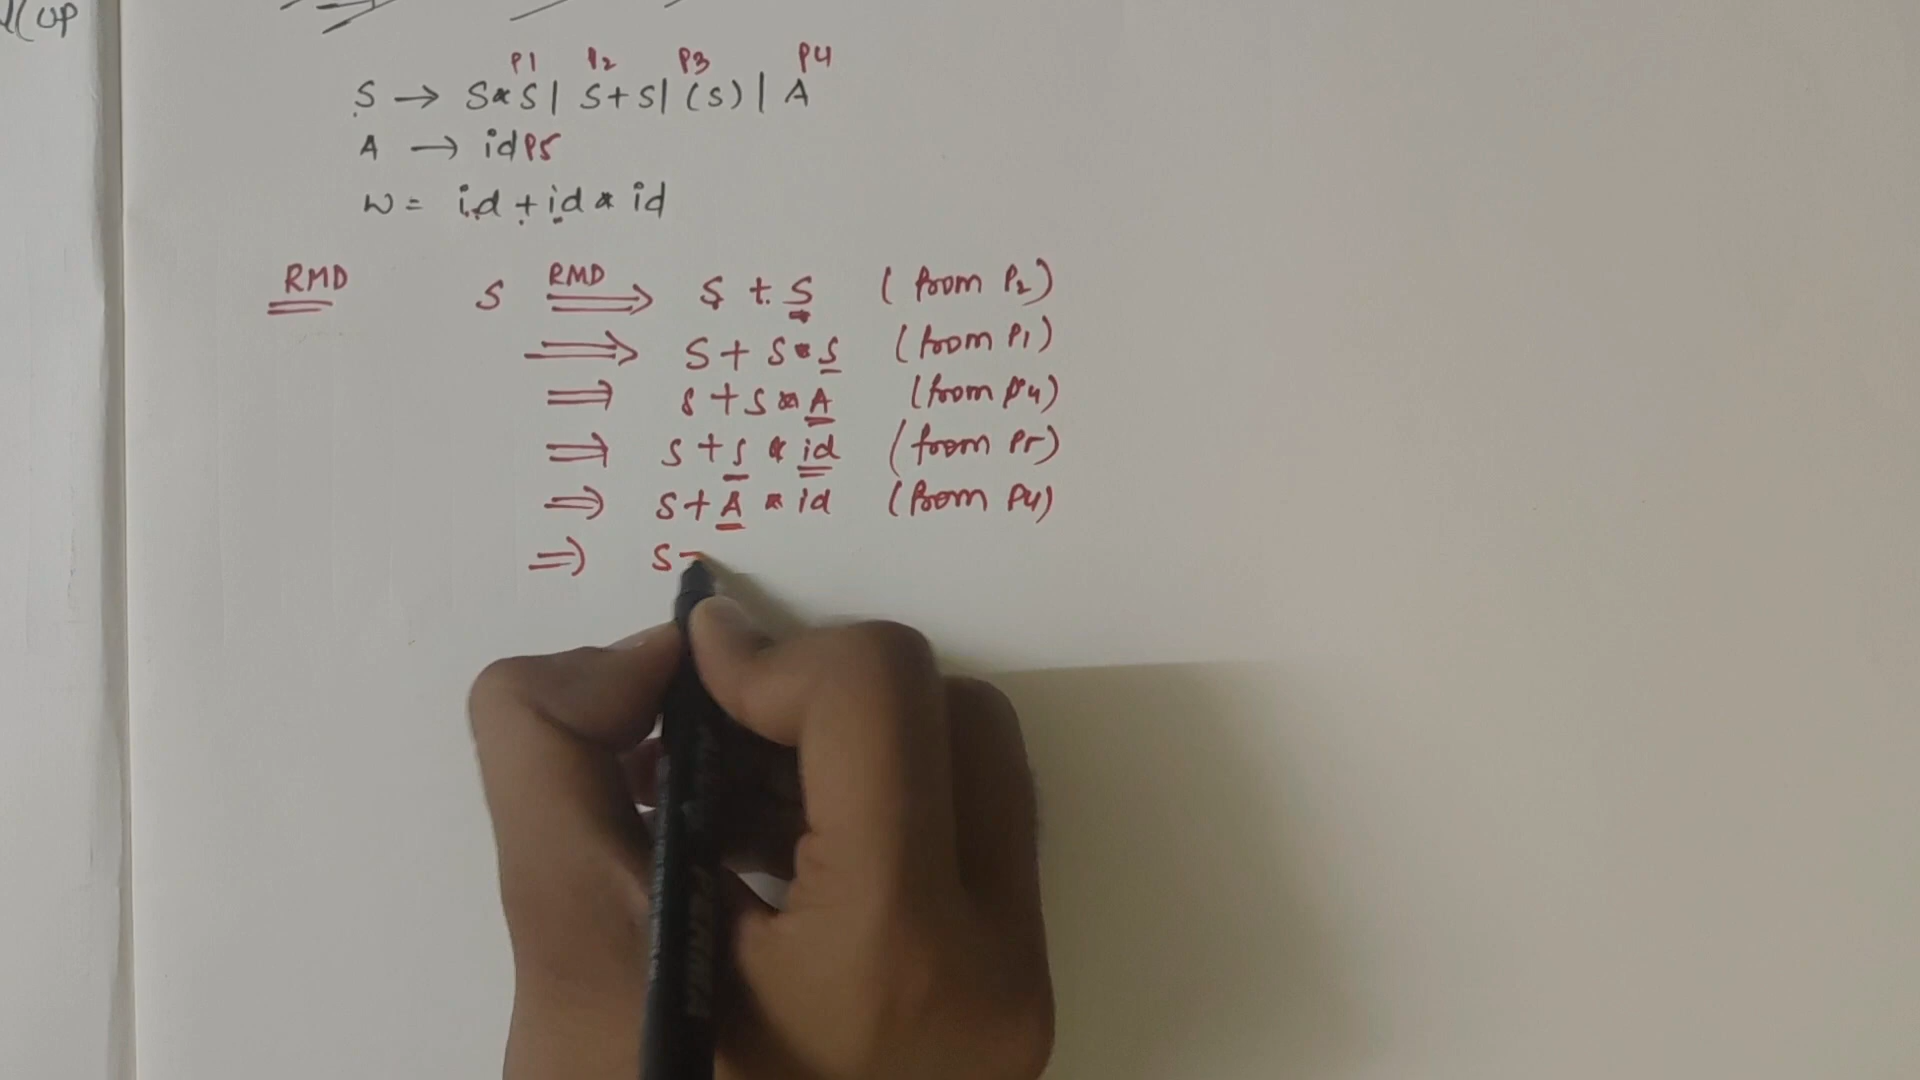 UP
P1 P2 P3 P4
S → S*S | S+S | (S) | A
A → id P5
W = id + id * id
RMD S RMD ⟹ S + S (from P2)
⟹ S + S * S (from P1)
⟹ S + S * A (from P4)
⟹ S + S * id (from P5)
⟹ S + A * id (from P4)
⟹ S